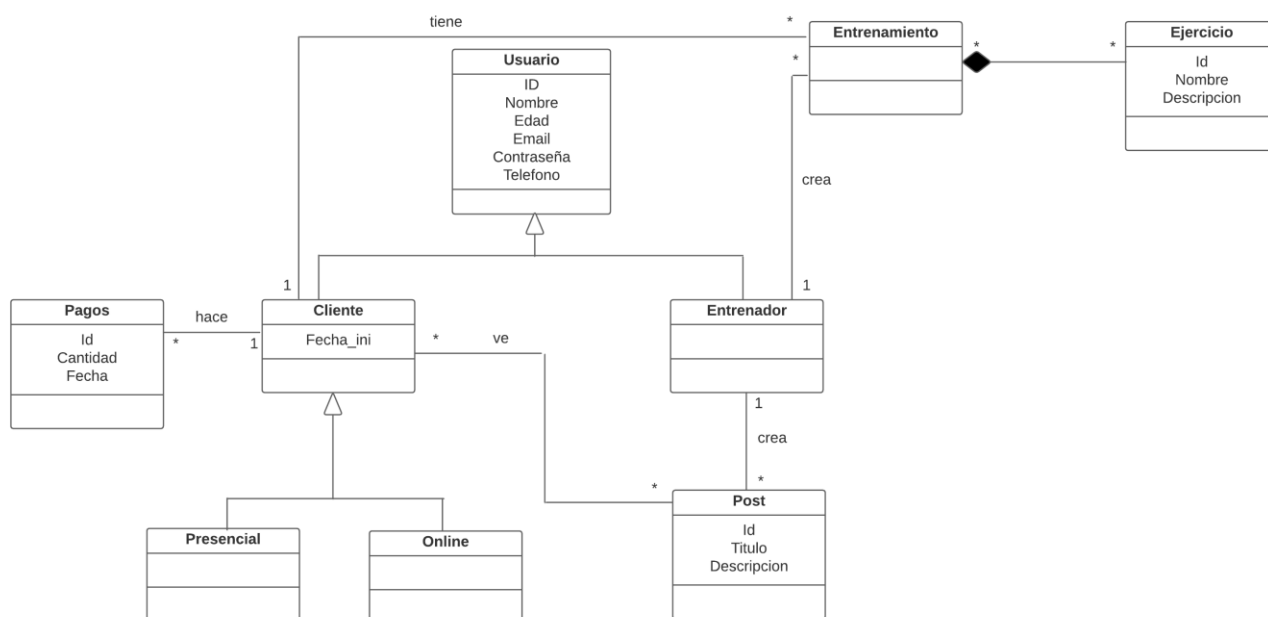 tiene
*
Entrenamiento
*
*
*
Ejercicio
Id
Nombre
Descripcion
Usuario
ID
Nombre
Edad
Email
Contraseña
Telefono
crea
1
1
Pagos
Id
Cantidad
Fecha
hace
*
1
Cliente
Fecha_ini
*
ve
Entrenador
1
crea
*
*
Post
Id
Titulo
Descripcion
Presencial
Online